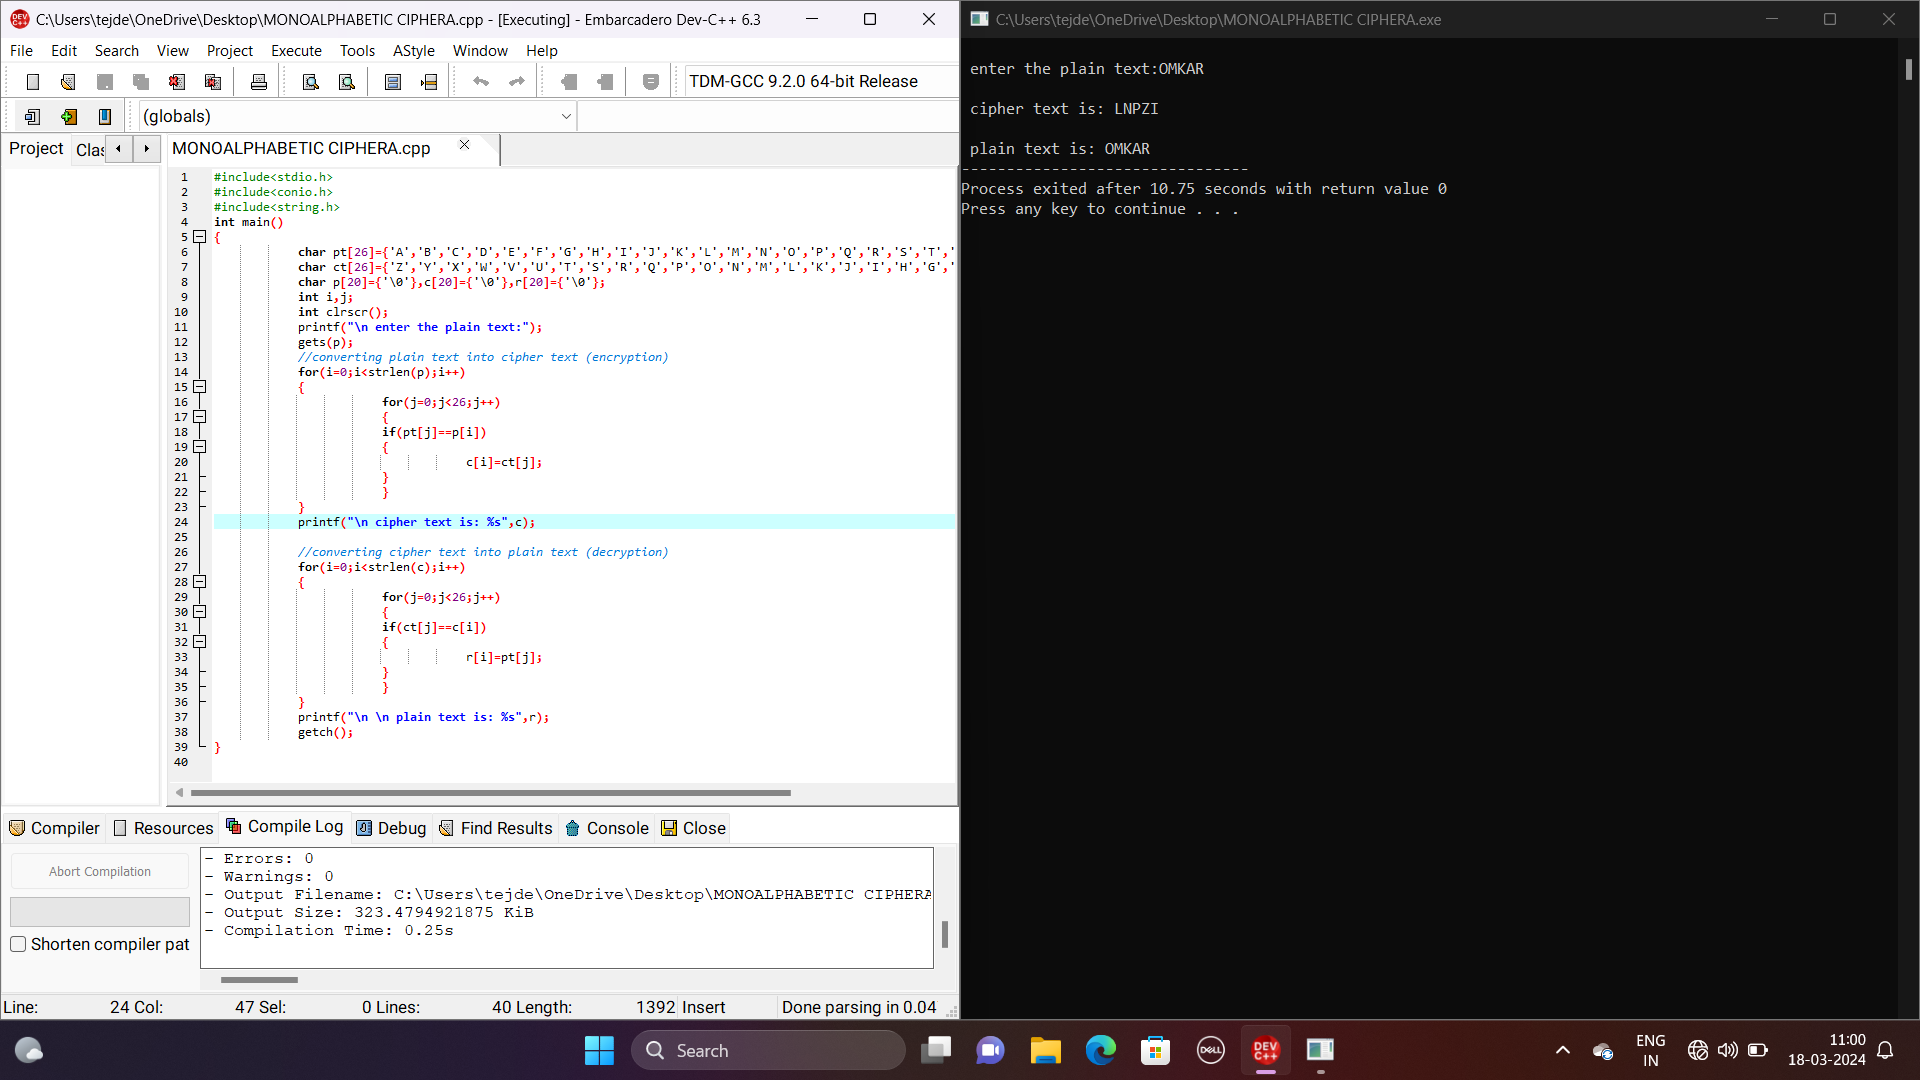 C:\Users\tejde\OneDrive\Desktop\MONOALPHABETIC CIPHERA.cpp - [Executing] - Embarcadero Dev-C++ 6.3
File Edit Search View Project Execute Tools AStyle Window Help
TDM-GCC 9.2.0 64-bit Release
(globals)
Project Clas
MONOALPHABETIC CIPHERA.cpp
1 #include<stdio.h>
2 #include<conio.h>
3 #include<string.h>
4 int main()
5 {
6 char pt[26]={'A','B','C','D','E','F','G','H','I','J','K','L','M','N','O','P','Q','R','S','T','
7 char ct[26]={'Z','Y','X','W','V','U','T','S','R','Q','P','O','N','M','L','K','J','I','H','G','
8 char p[20]={'\0'},c[20]={'\0'},r[20]={'\0'};
9 int i,j;
10 int clrscr();
11 printf("\n enter the plain text:");
12 gets(p);
13 //converting plain text into cipher text (encryption)
14 for(i=0;i<strlen(p);i++)
15 {
16 for(j=0;j<26;j++)
17 {
18 if(pt[j]==p[i])
19 {
20 c[i]=ct[j];
21 }
22 }
23 }
24 printf("\n cipher text is: %s",c);
25
26 //converting cipher text into plain text (decryption)
27 for(i=0;i<strlen(c);i++)
28 {
29 for(j=0;j<26;j++)
30 {
31 if(ct[j]==c[i])
32 {
33 r[i]=pt[j];
34 }
35 }
36 }
37 printf("\n \n plain text is: %s",r);
38 getch();
39 }
40
Compiler Resources Compile Log Debug Find Results Console Close
Abort Compilation
Shorten compiler pat
- Errors: 0
- Warnings: 0
- Output Filename: C:\Users\tejde\OneDrive\Desktop\MONOALPHABETIC CIPHERA
- Output Size: 323.4794921875 KiB
- Compilation Time: 0.25s
Line: 24 Col: 47 Sel: 0 Lines: 40 Length: 1392 Insert Done parsing in 0.04
C:\Users\tejde\OneDrive\Desktop\MONOALPHABETIC CIPHERA.exe
enter the plain text:OMKAR
cipher text is: LNPZI
plain text is: OMKAR
--------------------------------
Process exited after 10.75 seconds with return value 0
Press any key to continue . . .
Search
DELL
DEV C++
ENG
IN
11:00
18-03-2024